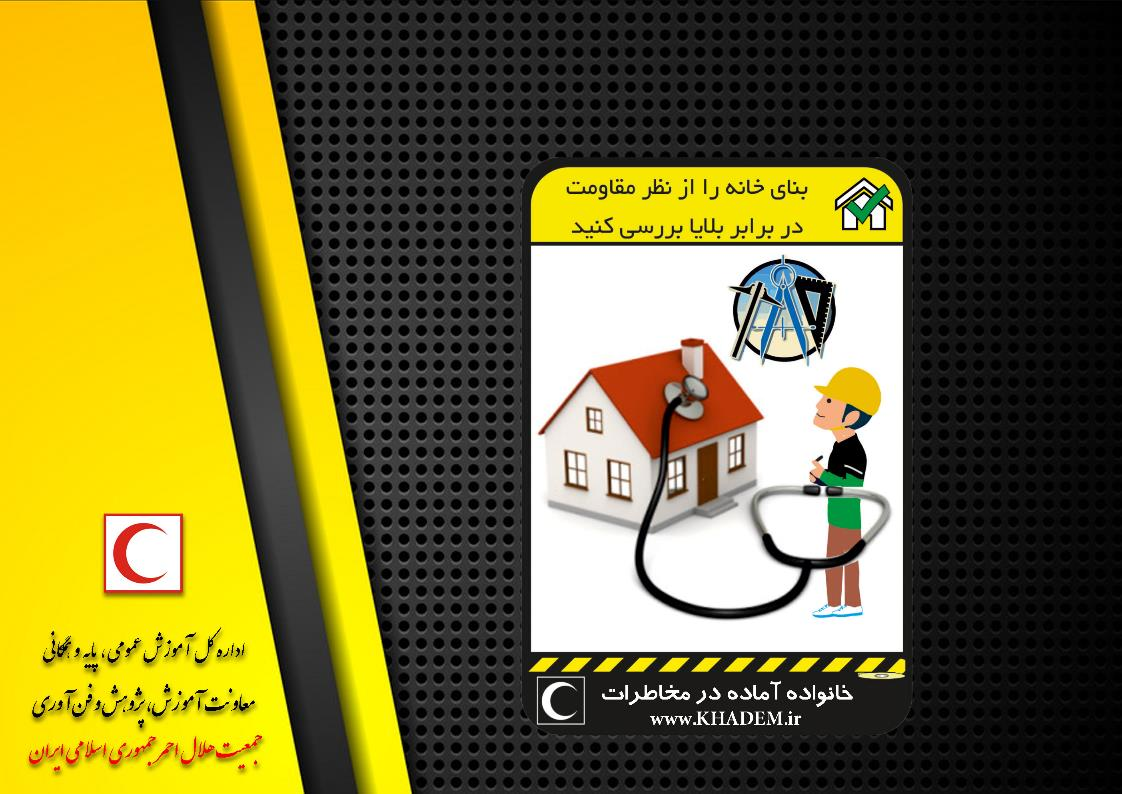 بنای خانه را از نظر مقاومت
در برابر بلایا بررسی کنید
خانواده آماده در مخاطرات
www.KHADEM.ir
اداره کل آموزش عمومی، پایه و همگانی
معاونت آموزش، پژوهش و فن آوری
جمعیت هلال احمر جمهوری اسلامی ایران